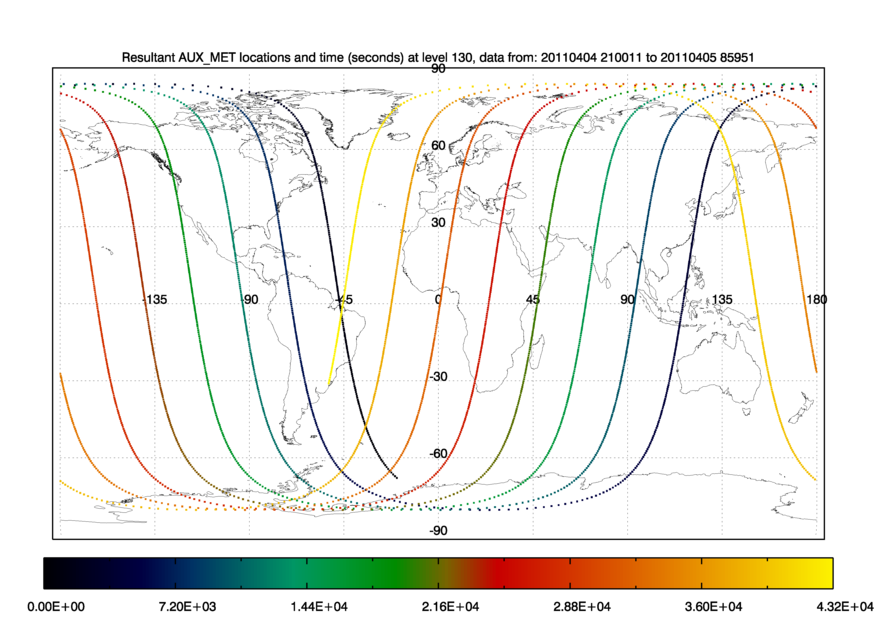 Resultant AUX_MET locations and time (seconds) at level 130, data from: 20110404 210011 to 20110405 85951
90
60
30
-135 -90 -45 0 45 90 135 180
-30
-60
-90
0.00E+00 7.20E+03 1.44E+04 2.16E+04 2.88E+04 3.60E+04 4.32E+04